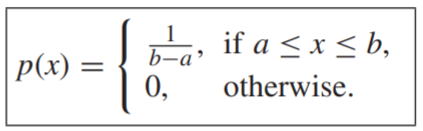 p(x) = { 1/(b−a), if a ≤ x ≤ b,
0, otherwise.